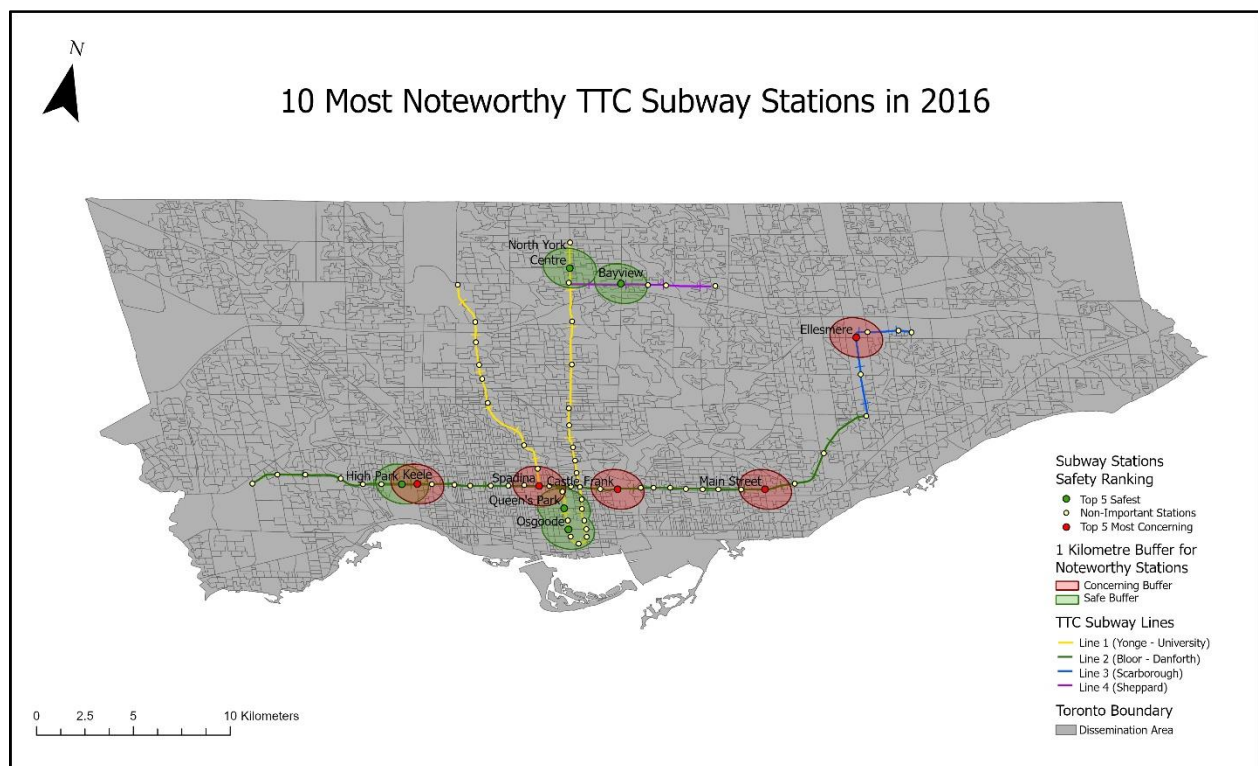 N
10 Most Noteworthy TTC Subway Stations in 2016
North York
Centre
Bayview
Ellesmere
High Park
Keele
Spadina
Castle Frank
Main Street
Queen's Park
Osgoode
Subway Stations
Safety Ranking
Top 5 Safest
Non-Important Stations
Top 5 Most Concerning
1 Kilometre Buffer for
Noteworthy Stations
Concerning Buffer
Safe Buffer
TTC Subway Lines
Line 1 (Yonge - University)
Line 2 (Bloor - Danforth)
Line 3 (Scarborough)
Line 4 (Sheppard)
Toronto Boundary
Dissemination Area
0 2.5 5 10 Kilometers